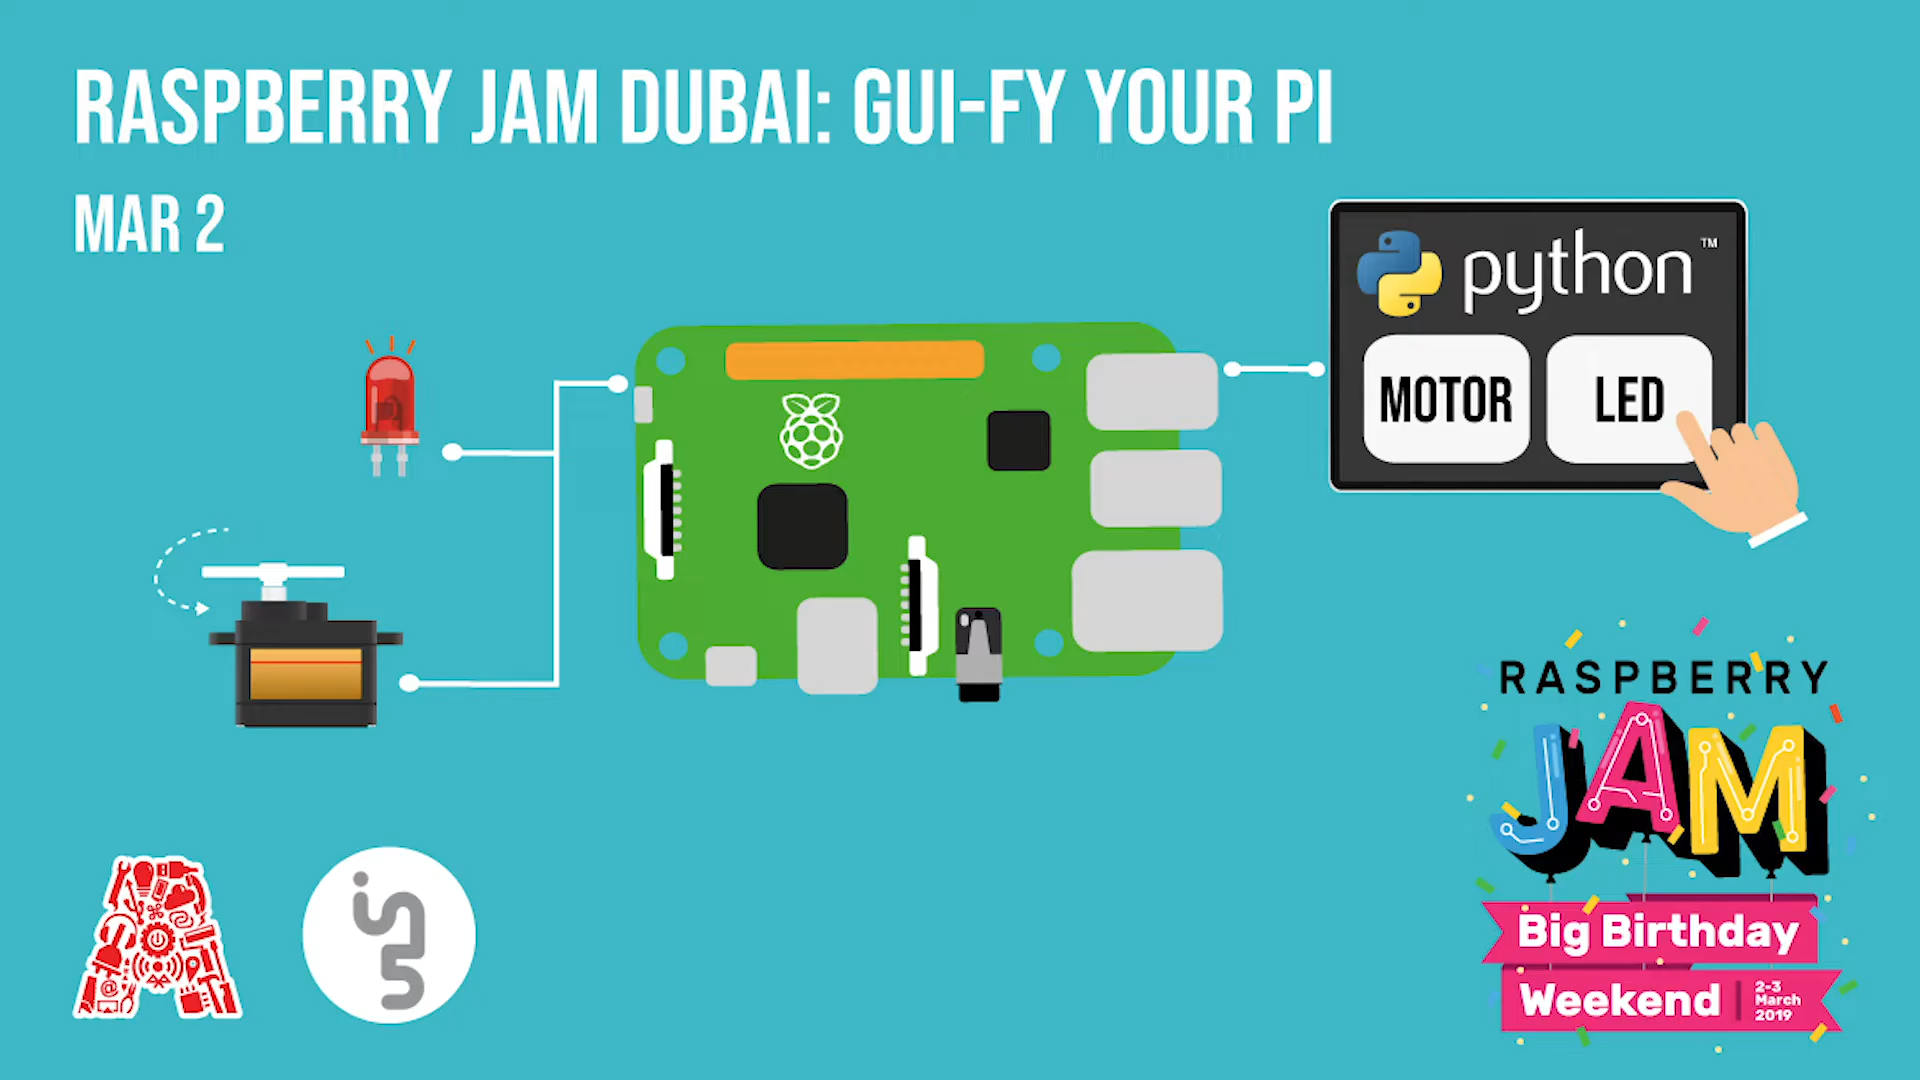 RASPBERRY JAM DUBAI: GUI-FY YOUR PI
MAR 2
python™
MOTOR
LED
RASPBERRY
JAM
Big Birthday
Weekend
2-3
March
2019